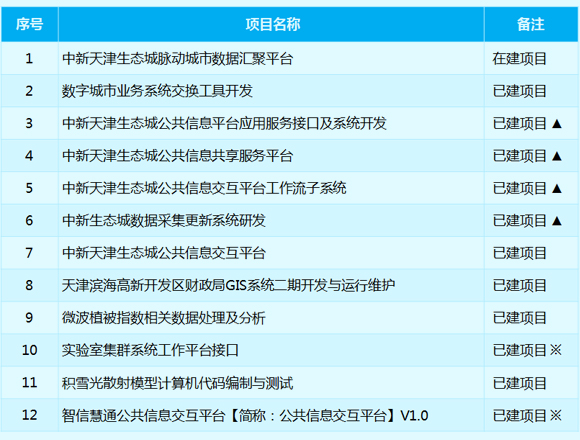 序号 项目名称 备注
1 中新天津生态城脉动城市数据汇聚平台 在建项目
2 数字城市业务系统交换工具开发 已建项目
3 中新天津生态城公共信息平台应用服务接口及系统开发 已建项目▲
4 中新天津生态城公共信息共享服务平台 已建项目▲
5 中新天津生态城公共信息交互平台工作流子系统 已建项目▲
6 中新生态城数据采集更新系统研发 已建项目▲
7 中新天津生态城公共信息交互平台 已建项目
8 天津滨海高新开发区财政局GIS系统二期开发与运行维护 已建项目
9 微波植被指数相关数据处理及分析 已建项目
10 实验室集群系统工作平台接口 已建项目※
11 积雪光散射模型计算机代码编制与测试 已建项目
12 智信慧通公共信息交互平台【简称：公共信息交互平台】V1.0 已建项目※